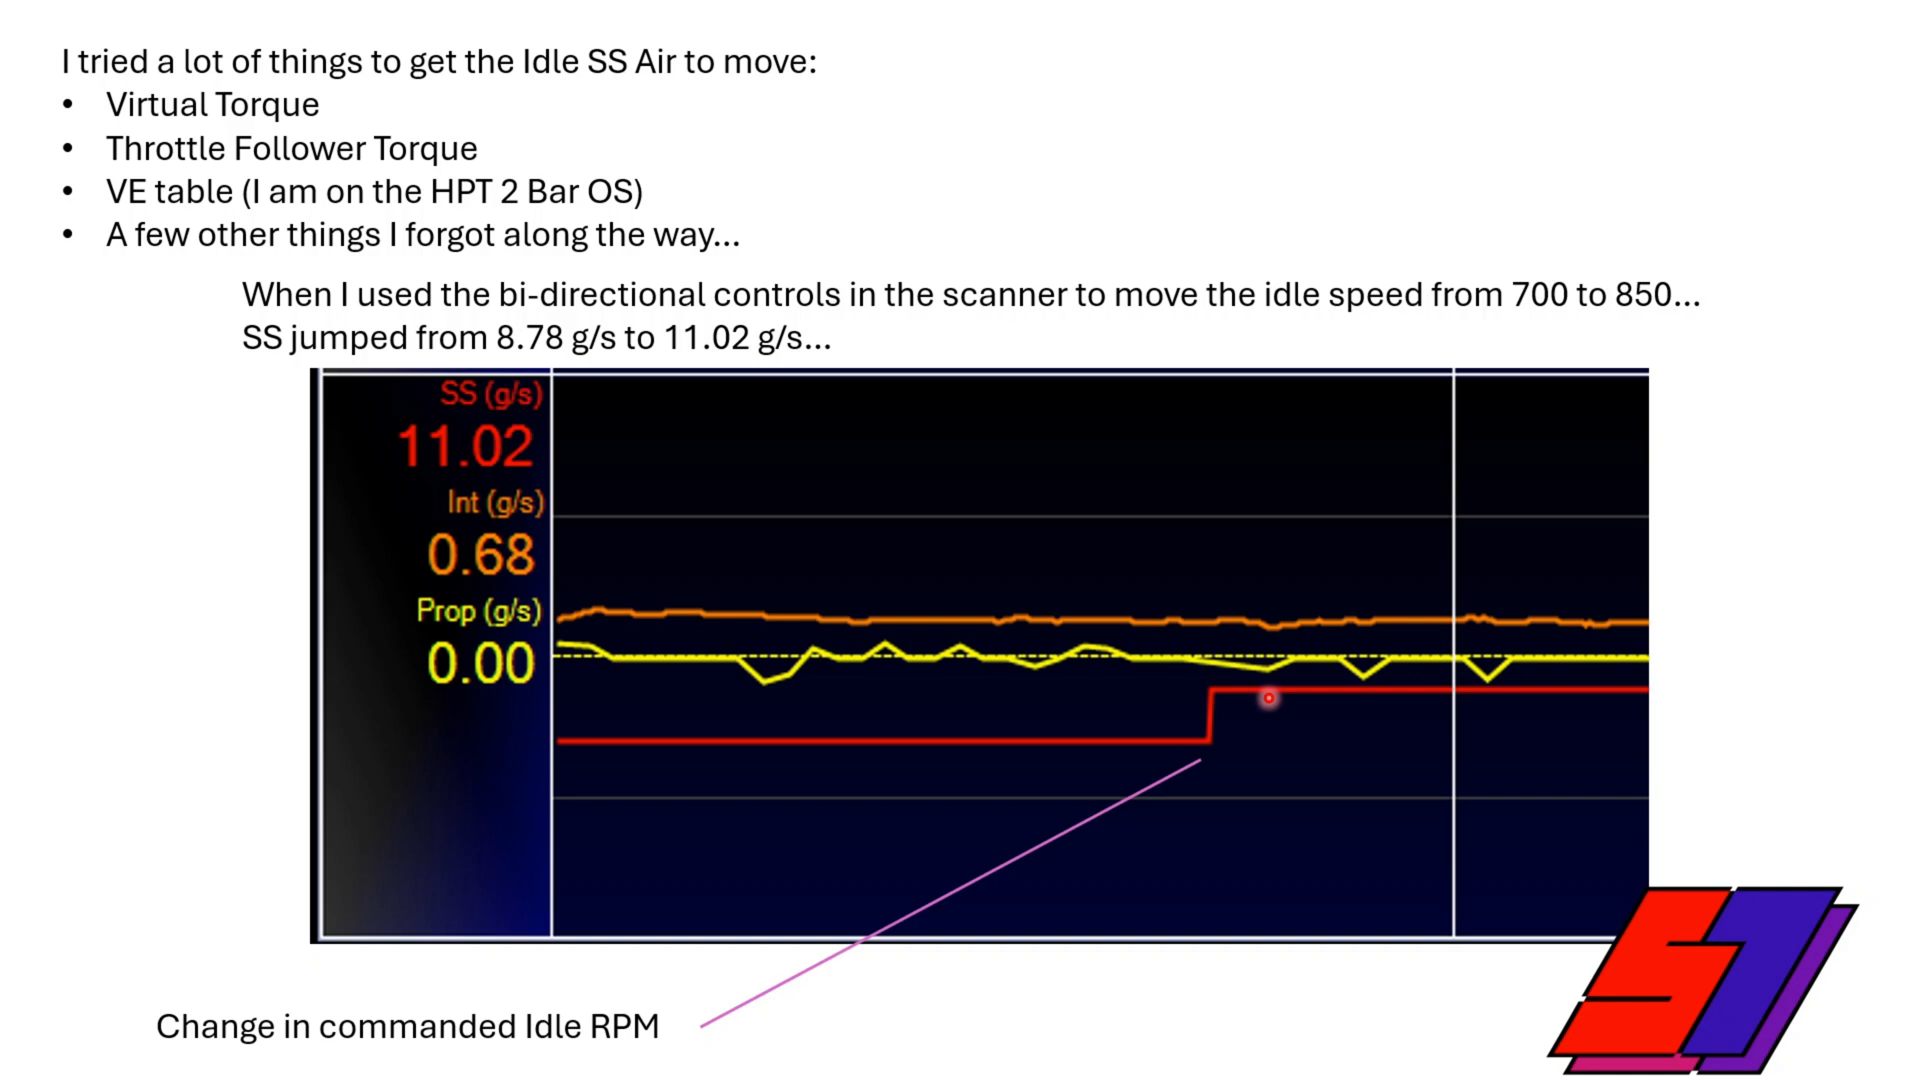 I tried a lot of things to get the Idle SS Air to move:
• Virtual Torque
• Throttle Follower Torque
• VE table (I am on the HPT 2 Bar OS)
• A few other things I forgot along the way...
When I used the bi-directional controls in the scanner to move the idle speed from 700 to 850...
SS jumped from 8.78 g/s to 11.02 g/s...
SS (g/s)
11.02
Int (g/s)
0.68
Prop (g/s)
0.00
Change in commanded Idle RPM